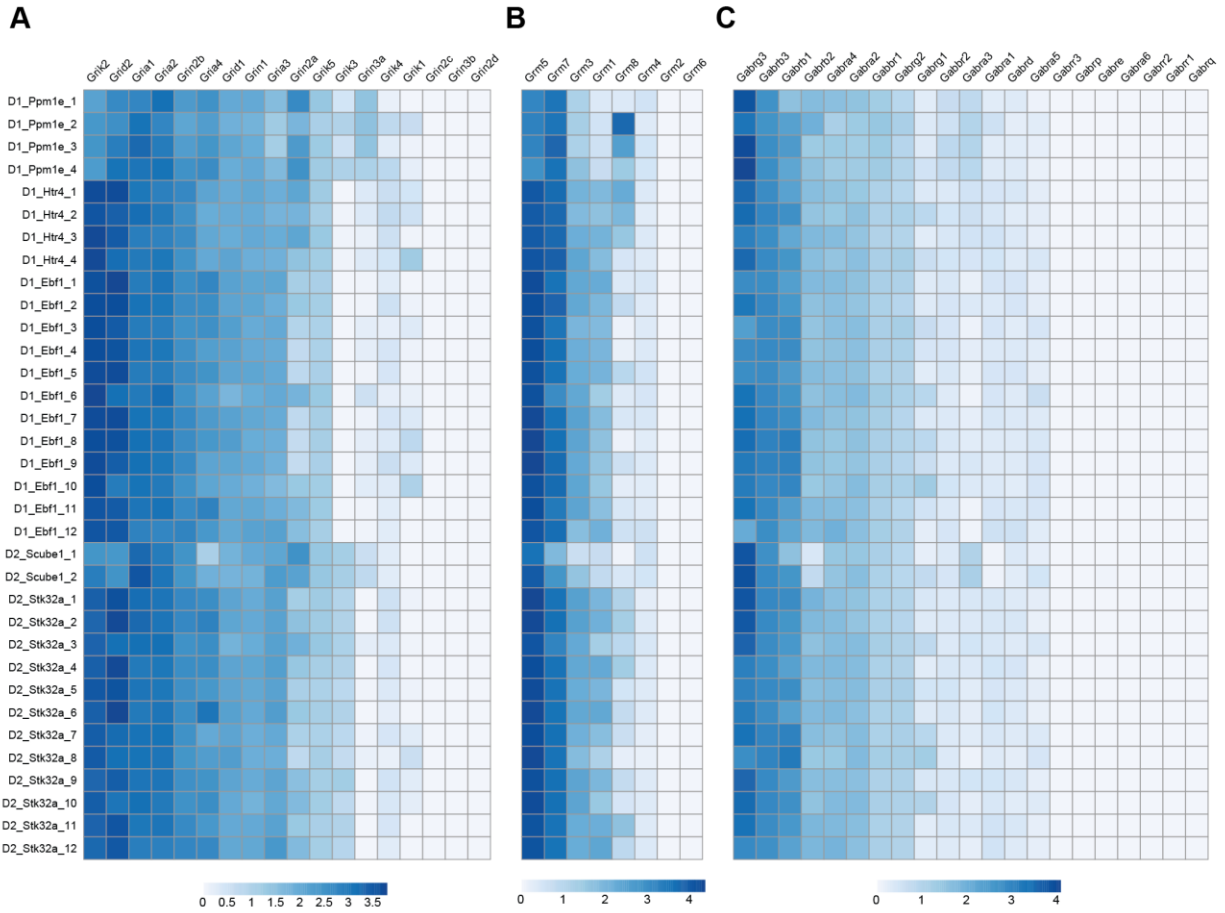 A B C
Grik2 Grid2 Gria1 Gria2 Grin2b Gria4 Grid1 Grin1 Gria3 Grin2a Grik5 Grik3 Grin3a Grik4 Grik1 Grin2c Grin3b Grin2d
Grm5 Grm7 Grm3 Grm1 Grm8 Grm4 Grm2 Grm6
Gabrg3 Gabrb3 Gabrb1 Gabrb2 Gabra4 Gabra2 Gabbr1 Gabrg2 Gabrg1 Gabbr2 Gabra3 Gabra1 Gabrd Gabra5 Gabrr3 Gabrp Gabre Gabra6 Gabrr2 Gabrr1 Gabrq
D1_Ppm1e_1
D1_Ppm1e_2
D1_Ppm1e_3
D1_Ppm1e_4
D1_Htr4_1
D1_Htr4_2
D1_Htr4_3
D1_Htr4_4
D1_Ebf1_1
D1_Ebf1_2
D1_Ebf1_3
D1_Ebf1_4
D1_Ebf1_5
D1_Ebf1_6
D1_Ebf1_7
D1_Ebf1_8
D1_Ebf1_9
D1_Ebf1_10
D1_Ebf1_11
D1_Ebf1_12
D2_Scube1_1
D2_Scube1_2
D2_Stk32a_1
D2_Stk32a_2
D2_Stk32a_3
D2_Stk32a_4
D2_Stk32a_5
D2_Stk32a_6
D2_Stk32a_7
D2_Stk32a_8
D2_Stk32a_9
D2_Stk32a_10
D2_Stk32a_11
D2_Stk32a_12
0 0.5 1 1.5 2 2.5 3 3.5
0 1 2 3 4
0 1 2 3 4